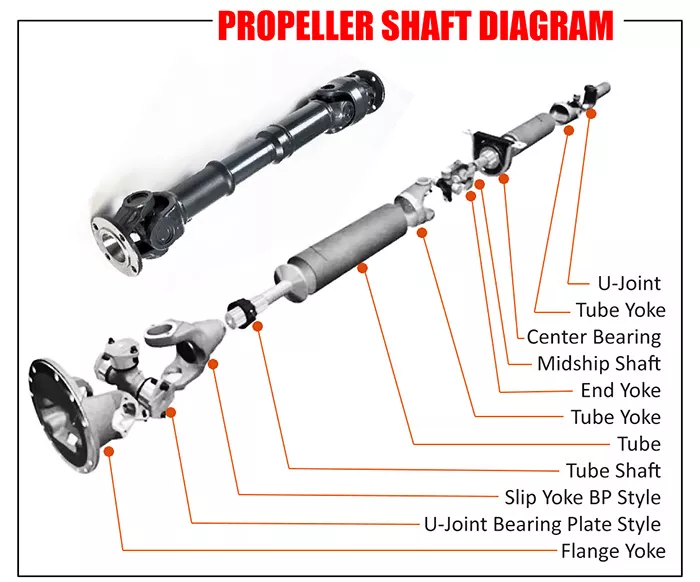 PROPELLER SHAFT DIAGRAM
U-Joint
Tube Yoke
Center Bearing
Midship Shaft
End Yoke
Tube Yoke
Tube
Tube Shaft
Slip Yoke BP Style
U-Joint Bearing Plate Style
Flange Yoke